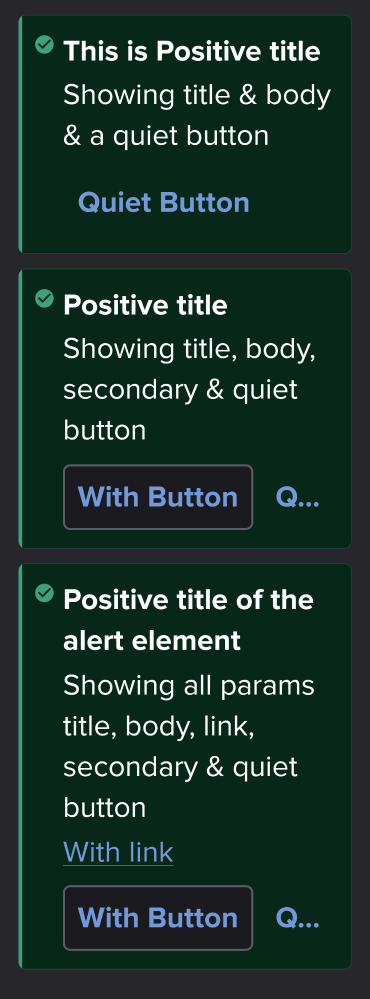 This is Positive title
Showing title & body
& a quiet button
Quiet Button
Positive title
Showing title, body,
secondary & quiet
button
With Button Q...
Positive title of the
alert element
Showing all params
title, body, link,
secondary & quiet
button
With link
With Button Q...